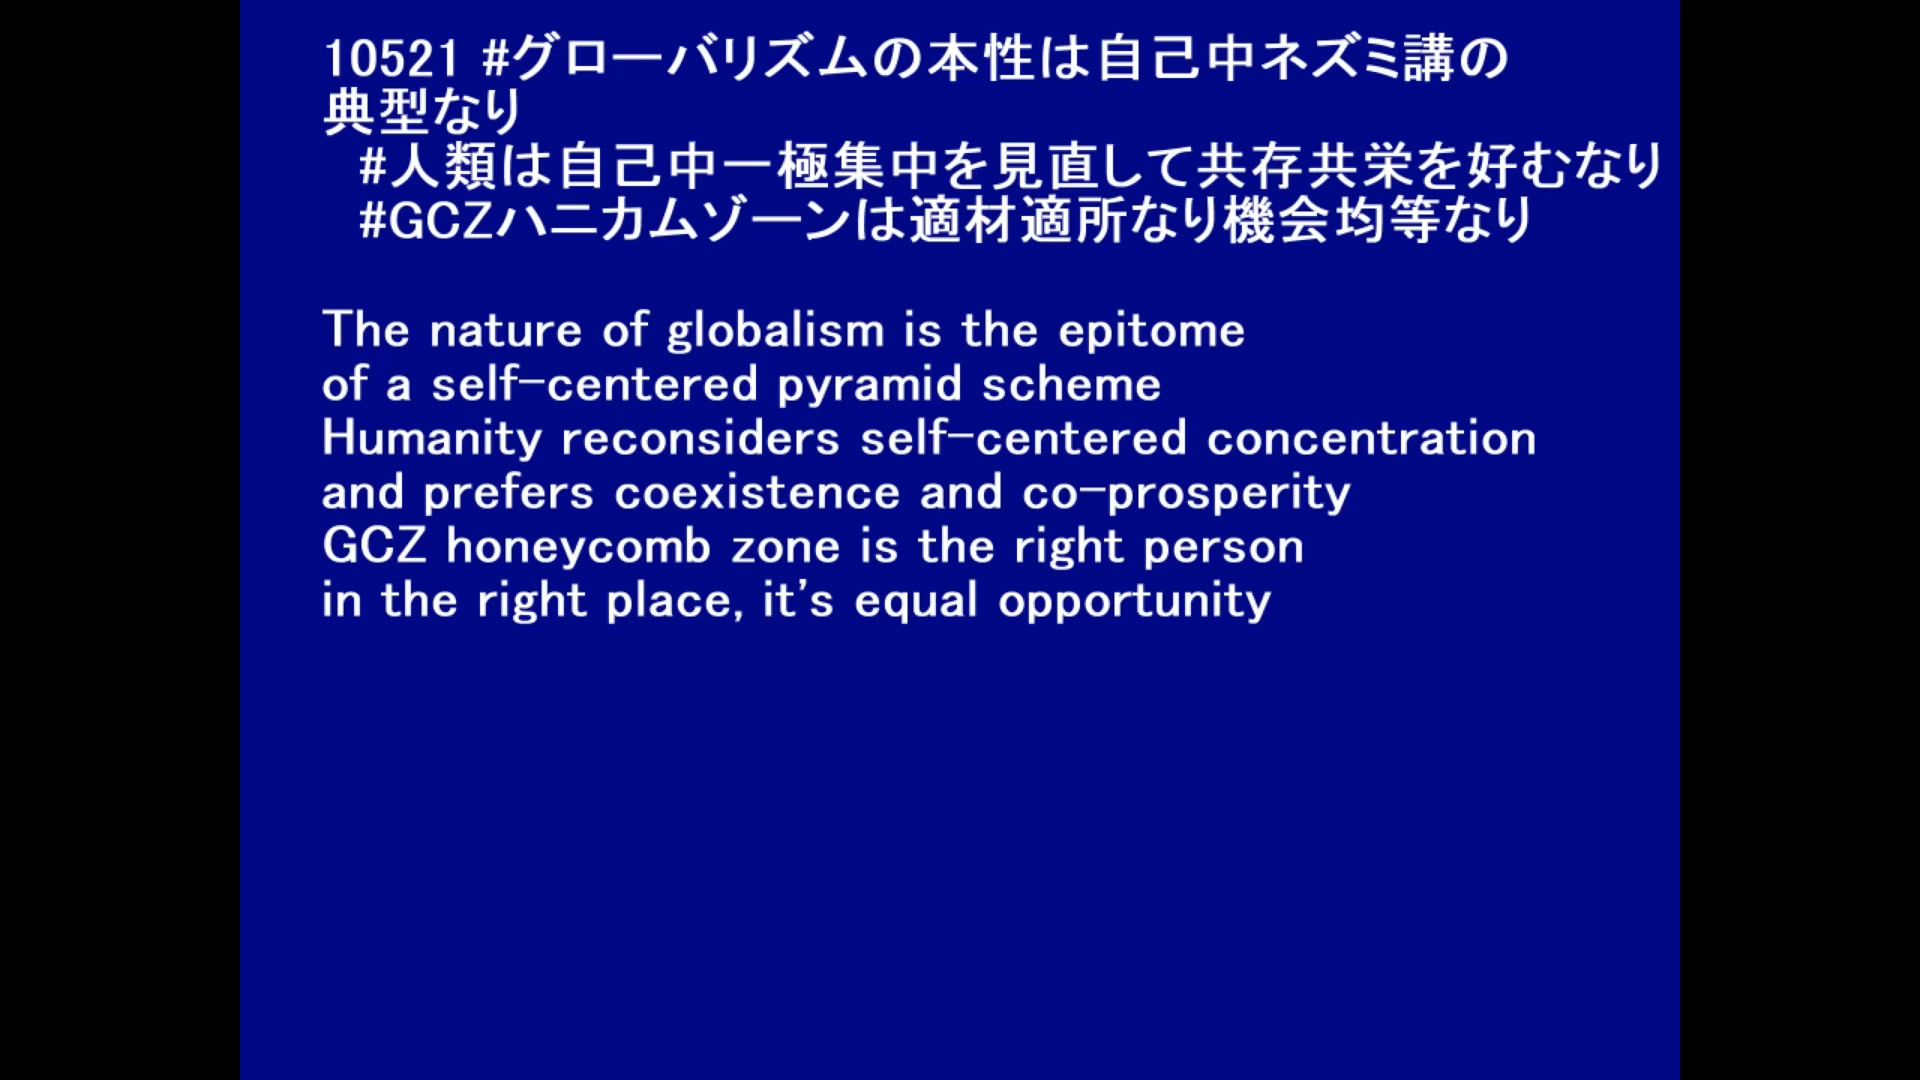 10521 #グローバリズムの本性は自己中ネズミ講の
典型なり
#人類は自己中一極集中を見直して共存共栄を好むなり
#GCZハニカムゾーンは適材適所なり機会均等なり
The nature of globalism is the epitome
of a self-centered pyramid scheme
Humanity reconsiders self-centered concentration
and prefers coexistence and co-prosperity
GCZ honeycomb zone is the right person
in the right place, it's equal opportunity